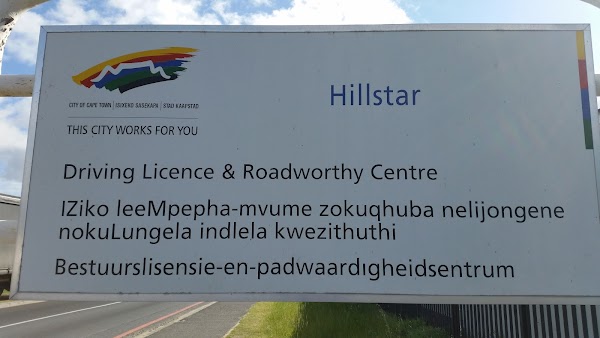 Hillstar
CITY OF CAPE TOWN | ISIXEKO SASEKAPA | STAD KAAPSTAD
THIS CITY WORKS FOR YOU
Driving Licence & Roadworthy Centre
IZiko leeMpepha-mvume zokuqhuba nelijongene
nokuLungela indlela kwezithuthi
Bestuurslisensie-en-padwaardigheidsentrum